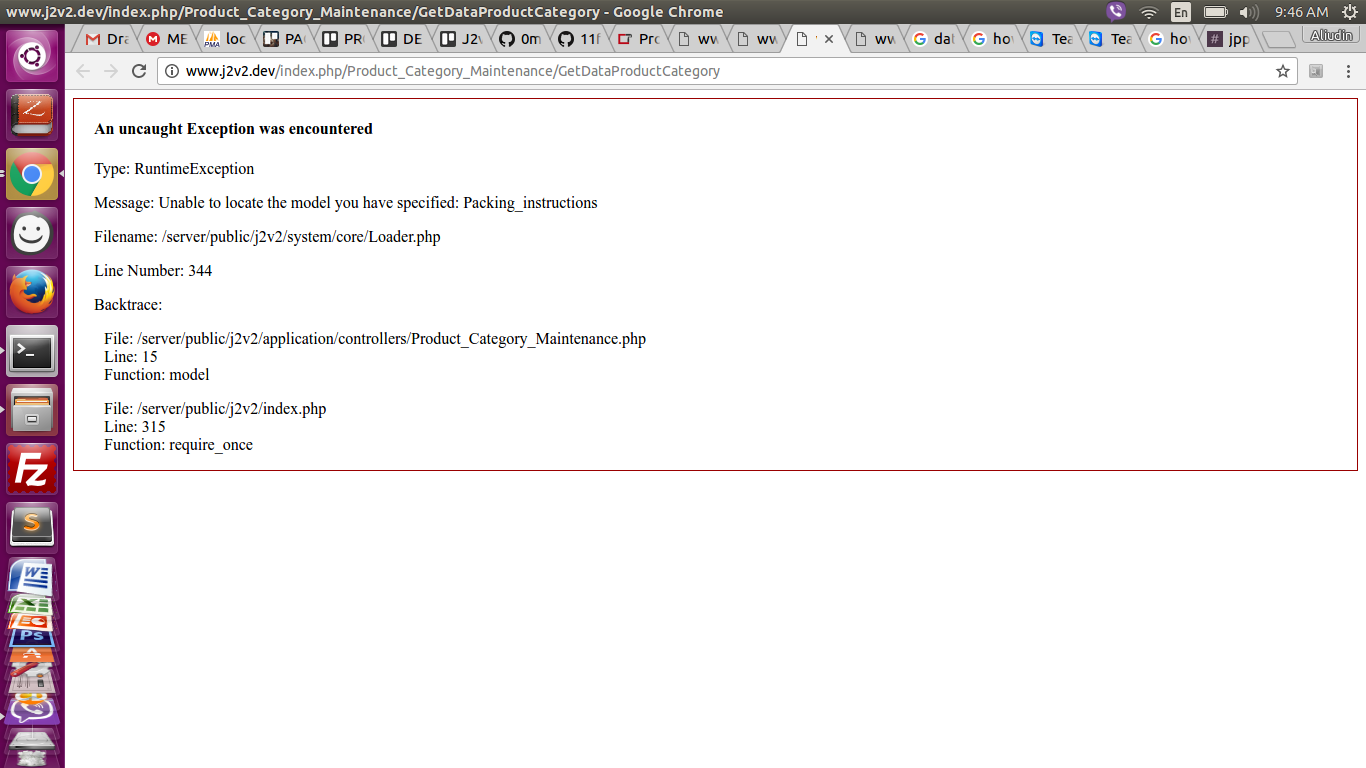 www.j2v2.dev/index.php/Product_Category_Maintenance/GetDataProductCategory - Google Chrome
En
9:46 AM
Dra
ME
loc
PA
PR
DE
J2v
0m
11f
Pro
ww
ww
ww
dat
ho
Tea
Tea
ho
jpp
Aliudin
www.j2v2.dev/index.php/Product_Category_Maintenance/GetDataProductCategory
An uncaught Exception was encountered
Type: RuntimeException
Message: Unable to locate the model you have specified: Packing_instructions
Filename: /server/public/j2v2/system/core/Loader.php
Line Number: 344
Backtrace:
File: /server/public/j2v2/application/controllers/Product_Category_Maintenance.php
Line: 15
Function: model
File: /server/public/j2v2/index.php
Line: 315
Function: require_once